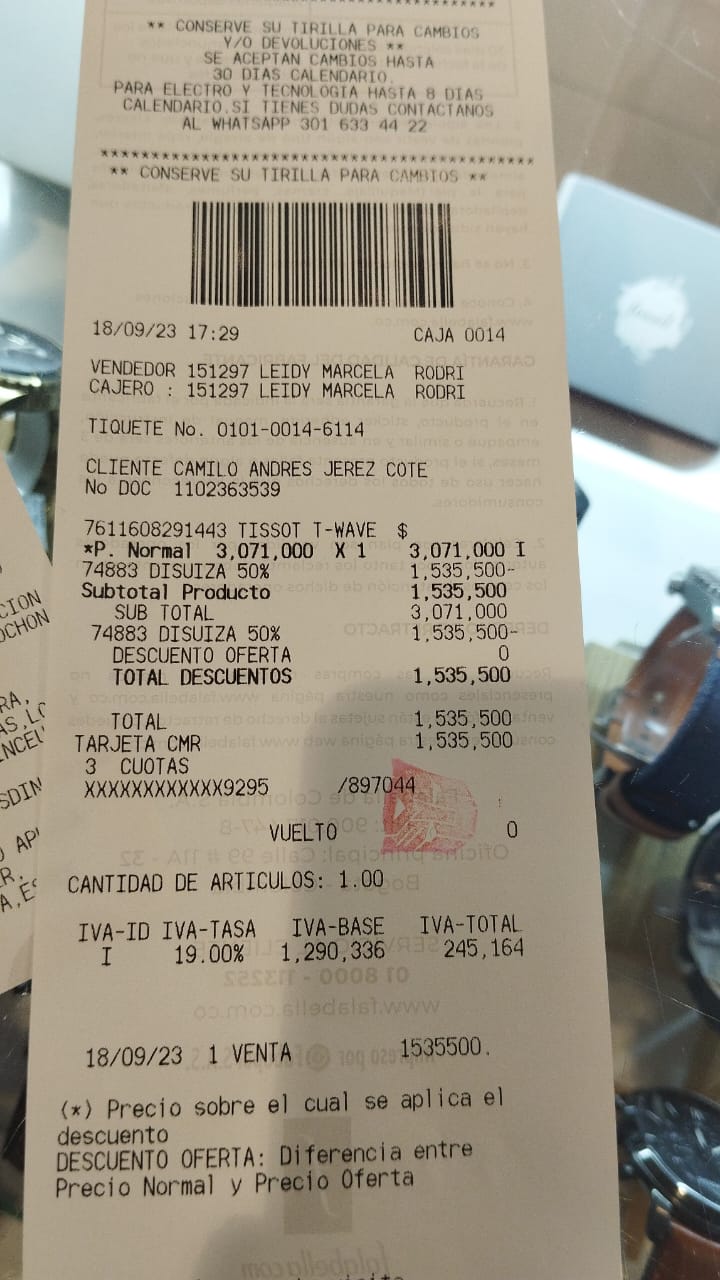 ** CONSERVE SU TIRILLA PARA CAMBIOS
Y/O DEVOLUCIONES **
SE ACEPTAN CAMBIOS HASTA
30 DIAS CALENDARIO.
PARA ELECTRO Y TECNOLOGIA HASTA 8 DIAS
CALENDARIO.SI TIENES DUDAS CONTACTANOS
AL WHATSAPP 301 633 44 22
** CONSERVE SU TIRILLA PARA CAMBIOS **
18/09/23 17:29 CAJA 0014
VENDEDOR 151297 LEIDY MARCELA RODRI
CAJERO : 151297 LEIDY MARCELA RODRI
TIQUETE No. 0101-0014-6114
CLIENTE CAMILO ANDRES JEREZ COTE
No DOC 1102363539
7611608291443 TISSOT T-WAVE $
*P. Normal 3,071,000 X 1 3,071,000 I
74883 DISUIZA 50% 1,535,500-
Subtotal Producto 1,535,500
SUB TOTAL 3,071,000
74883 DISUIZA 50% 1,535,500-
DESCUENTO OFERTA 0
TOTAL DESCUENTOS 1,535,500
TOTAL 1,535,500
TARJETA CMR 1,535,500
3 CUOTAS
XXXXXXXXXXXX9295 /897044
VUELTO 0
CANTIDAD DE ARTICULOS: 1.00
IVA-ID IVA-TASA IVA-BASE IVA-TOTAL
I 19.00% 1,290,336 245,164
18/09/23 1 VENTA 1535500.
(*) Precio sobre el cual se aplica el
descuento
DESCUENTO OFERTA: Diferencia entre
Precio Normal y Precio Oferta